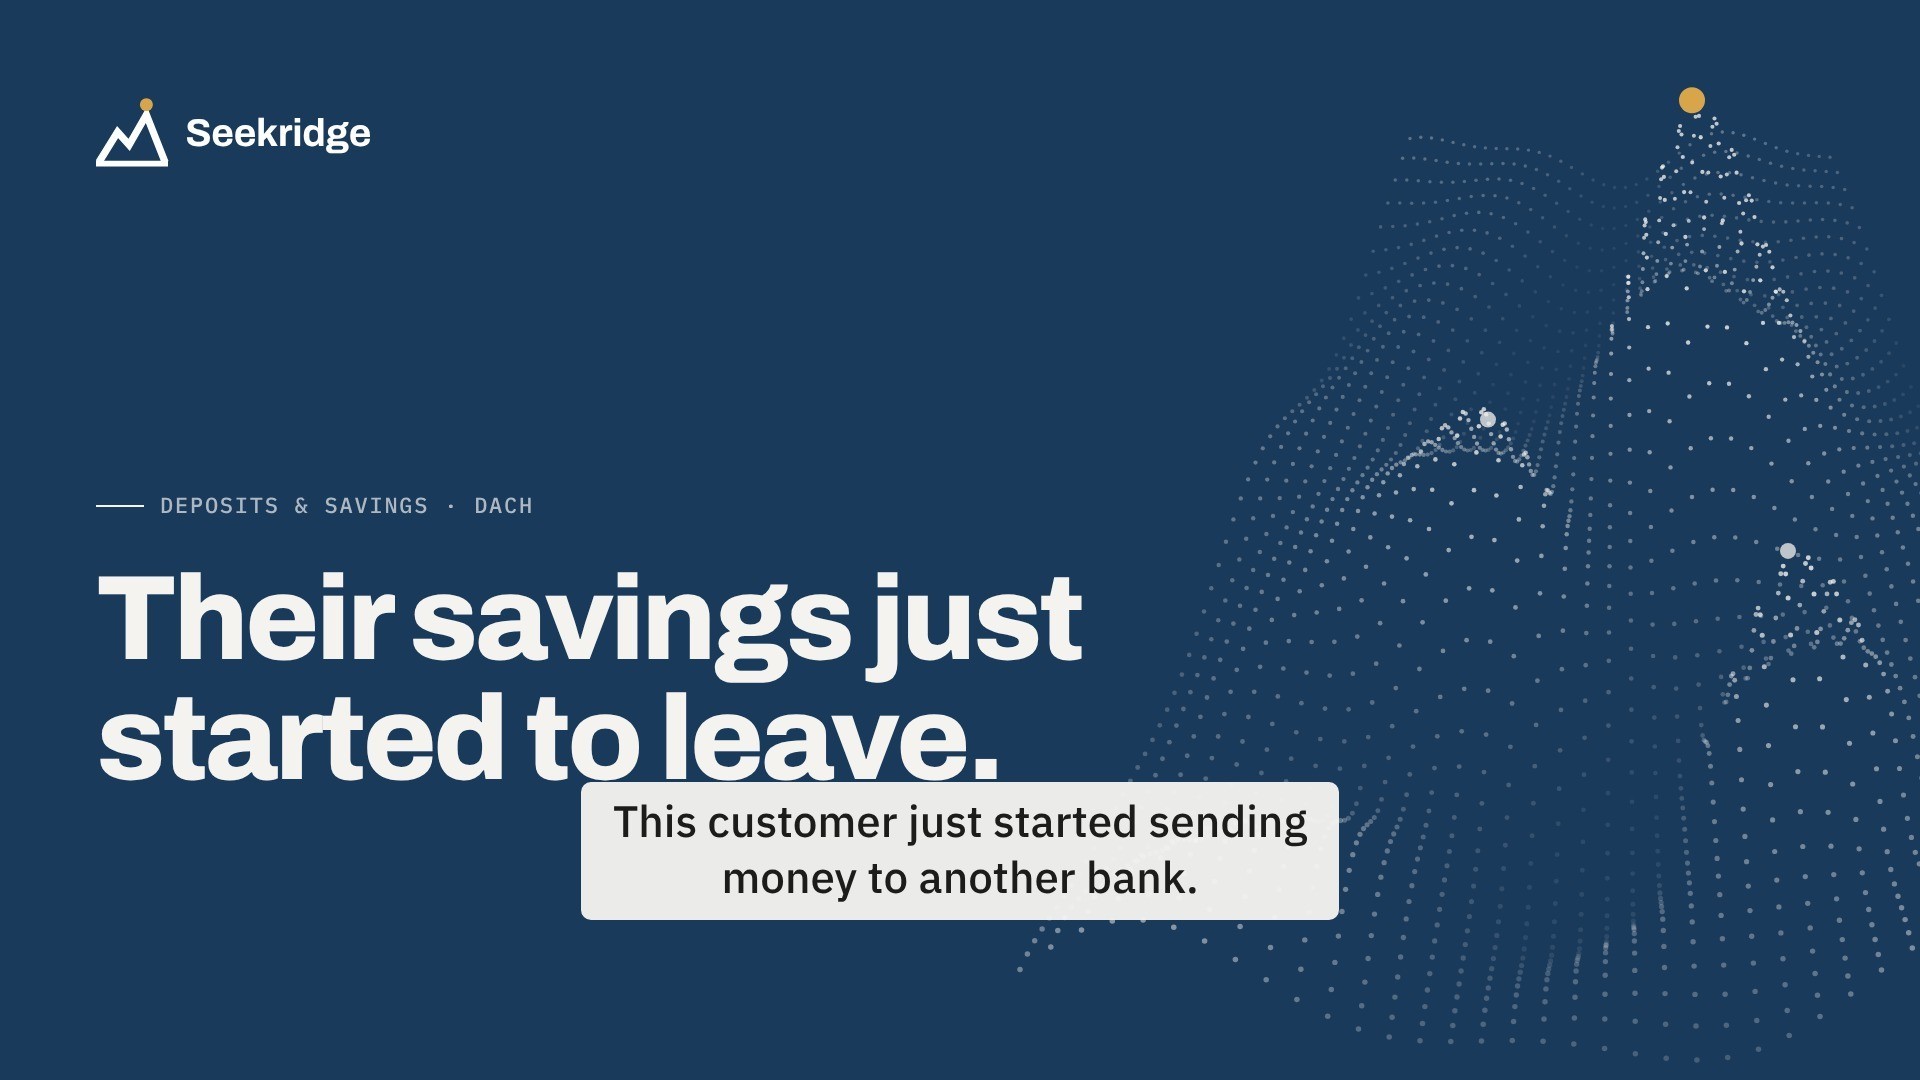 Seekridge
DEPOSITS & SAVINGS · DACH
Their savings just
started to leave.
This customer just started sending
money to another bank.